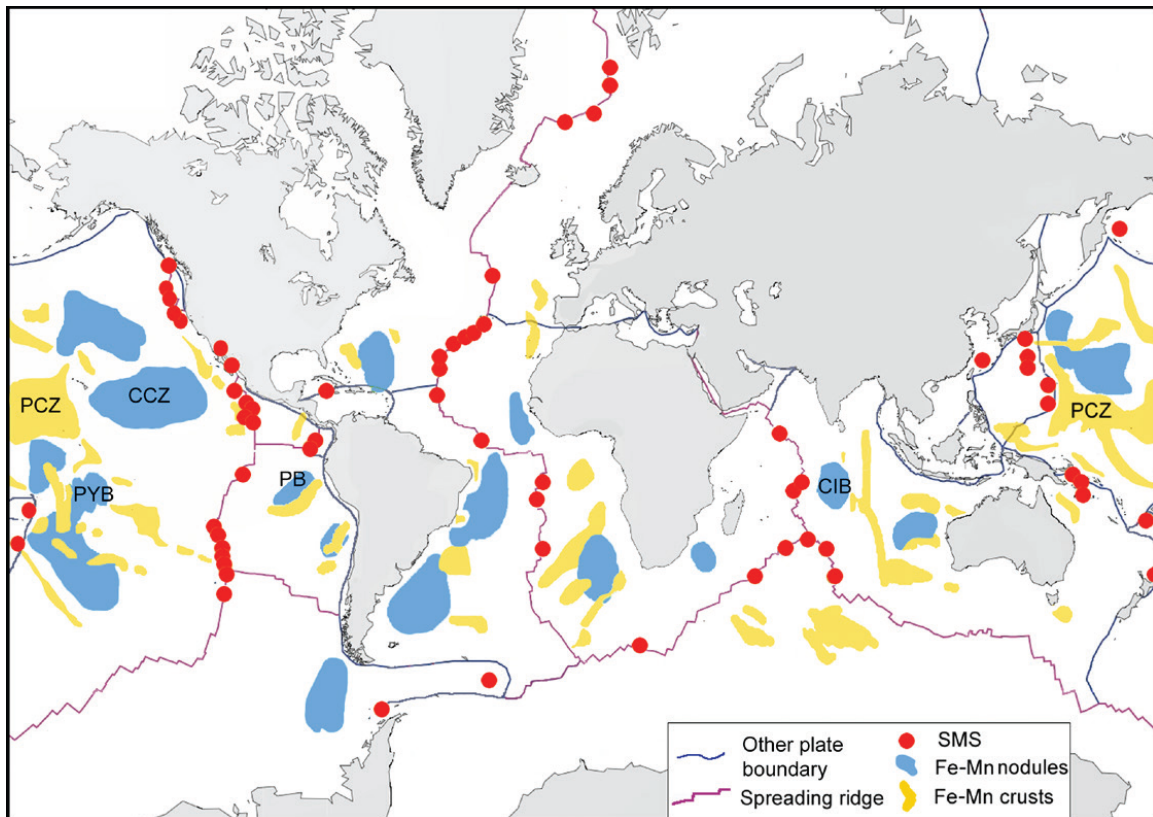 PCZ
CCZ
PCZ
PYB
PB
CIB
Other plate
boundary
Spreading ridge
SMS
Fe-Mn nodules
Fe-Mn crusts